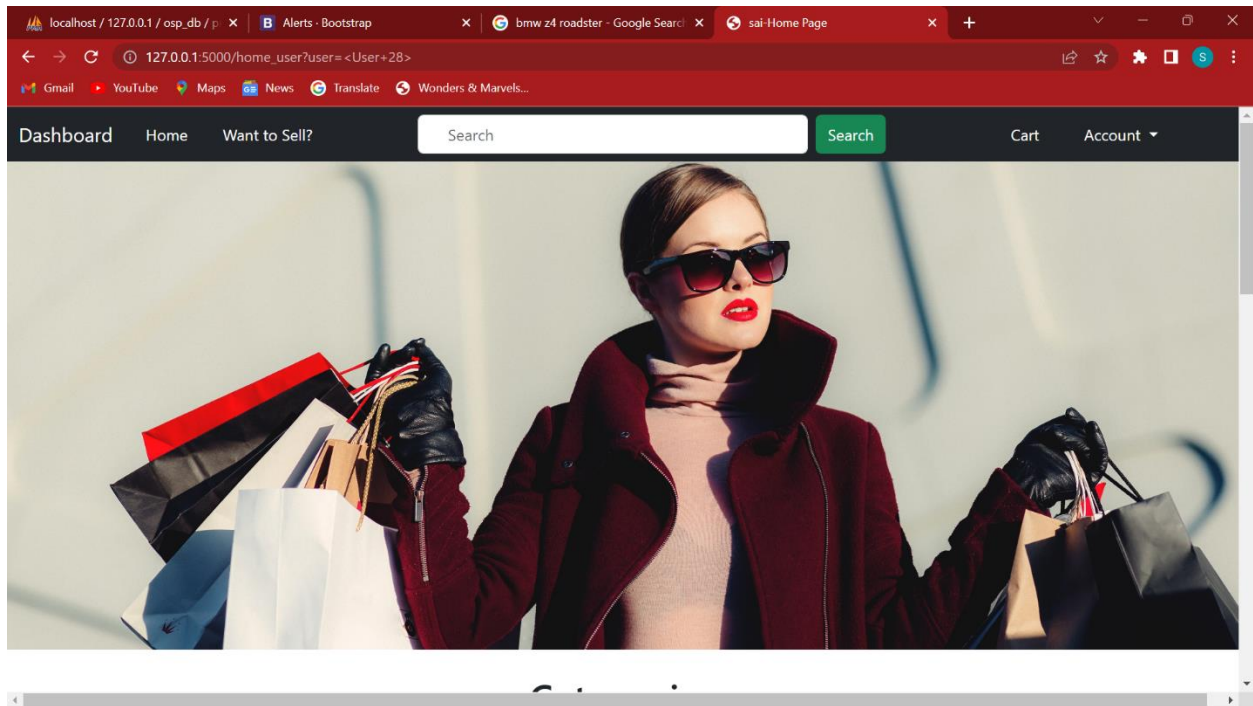 localhost / 127.0.0.1 / osp_db / p
Alerts · Bootstrap
bmw z4 roadster - Google Search
sai-Home Page
127.0.0.1:5000/home_user?user=<User+28>
Gmail YouTube Maps News Translate Wonders & Marvels...
Dashboard Home Want to Sell? Search Search Cart Account